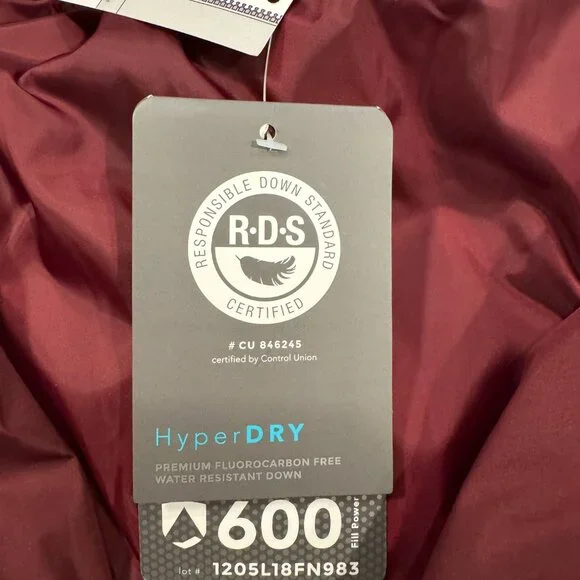 RESPONSIBLE DOWN STANDARD
R·D·S
CERTIFIED
# CU 846245
certified by Control Union
HyperDRY
PREMIUM FLUOROCARBON FREE
WATER RESISTANT DOWN
600
Fill Power
lot # 1205L18FN983